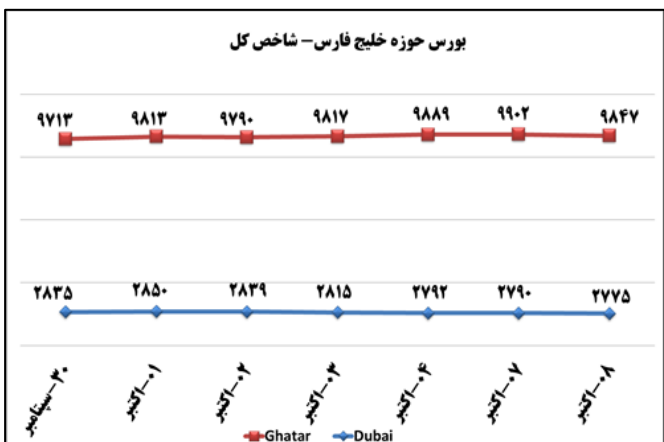 بورس حوزه خلیج فارس– شاخص کل
۹۷۱۳ ۹۸۱۳ ۹۷۹۰ ۹۸۱۷ ۹۸۸۹ ۹۹۰۲ ۹۸۴۷
۲۸۳۵ ۲۸۵۰ ۲۸۳۹ ۲۸۱۵ ۲۷۹۲ ۲۷۹۰ ۲۷۷۵
۳۰-سپتامبر ۰۱-اکتبر ۰۲-اکتبر ۰۳-اکتبر ۰۴-اکتبر ۰۷-اکتبر ۰۸-اکتبر
Ghatar Dubai